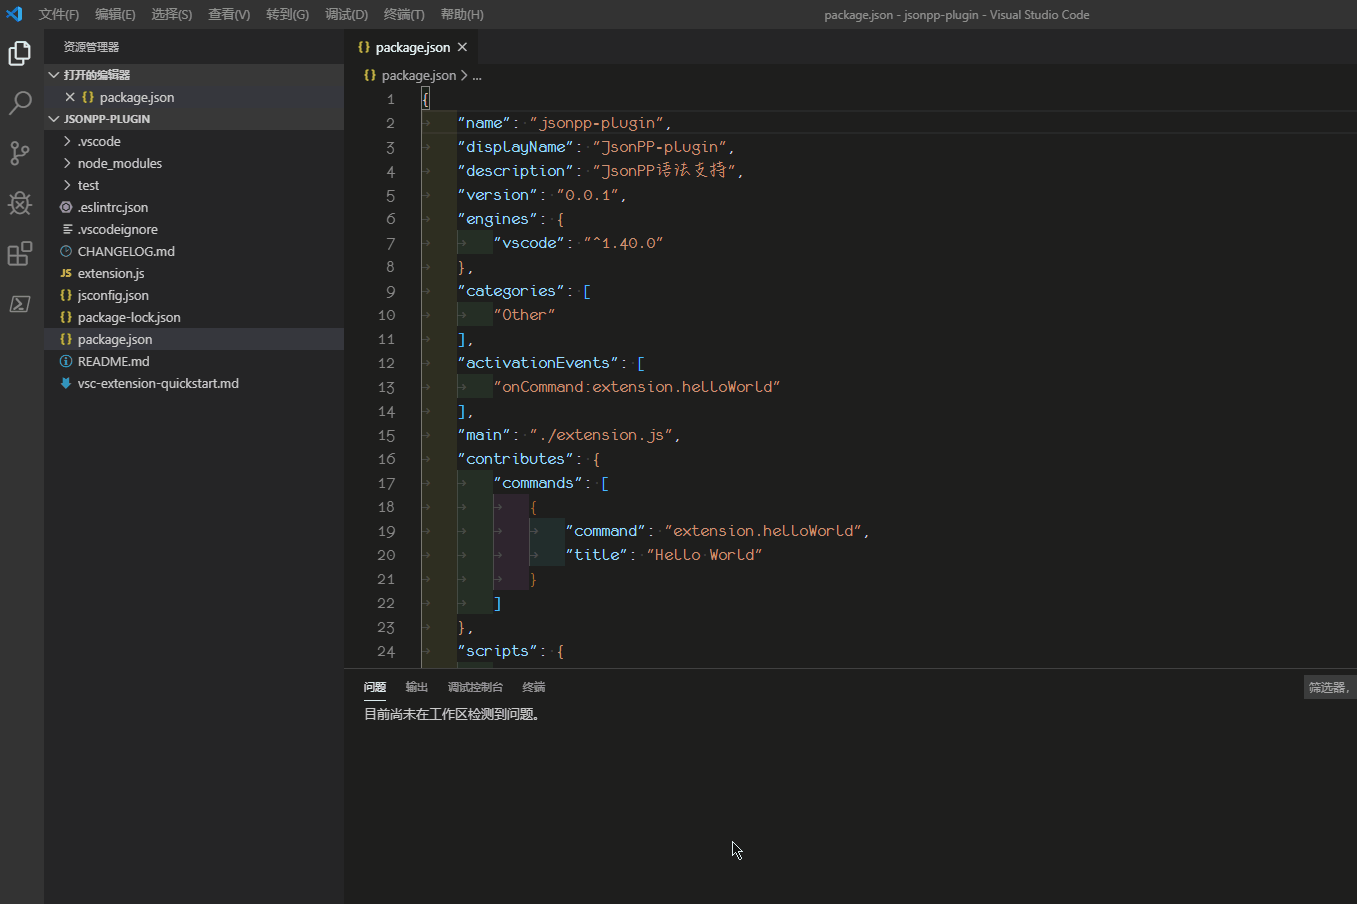 文件(F) 编辑(E) 选择(S) 查看(V) 转到(G) 调试(D) 终端(T) 帮助(H) package.json - jsonpp-plugin - Visual Studio Code
资源管理器
打开的编辑器
package.json
JSONPP-PLUGIN
.vscode
node_modules
test
.eslintrc.json
.vscodeignore
CHANGELOG.md
JS extension.js
{} jsconfig.json
{} package-lock.json
{} package.json
README.md
vsc-extension-quickstart.md
{} package.json
{} package.json > ...
1 {
2 "name": "jsonpp-plugin",
3 "displayName": "JsonPP-plugin",
4 "description": "JsonPP语法支持",
5 "version": "0.0.1",
6 "engines": {
7 "vscode": "^1.40.0"
8 },
9 "categories": [
10 "Other"
11 ],
12 "activationEvents": [
13 "onCommand:extension.helloWorld"
14 ],
15 "main": "./extension.js",
16 "contributes": {
17 "commands": [
18 {
19 "command": "extension.helloWorld",
20 "title": "Hello World"
21 }
22 ]
23 },
24 "scripts": {
问题 输出 调试控制台 终端 筛选器,
目前尚未在工作区检测到问题。